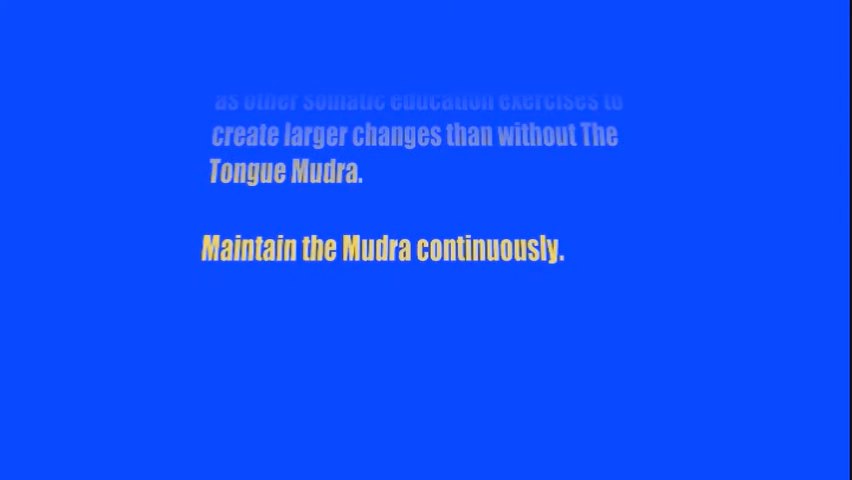 as other somatic education exercises to
create larger changes than without The
Tongue Mudra.
Maintain the Mudra continuously.